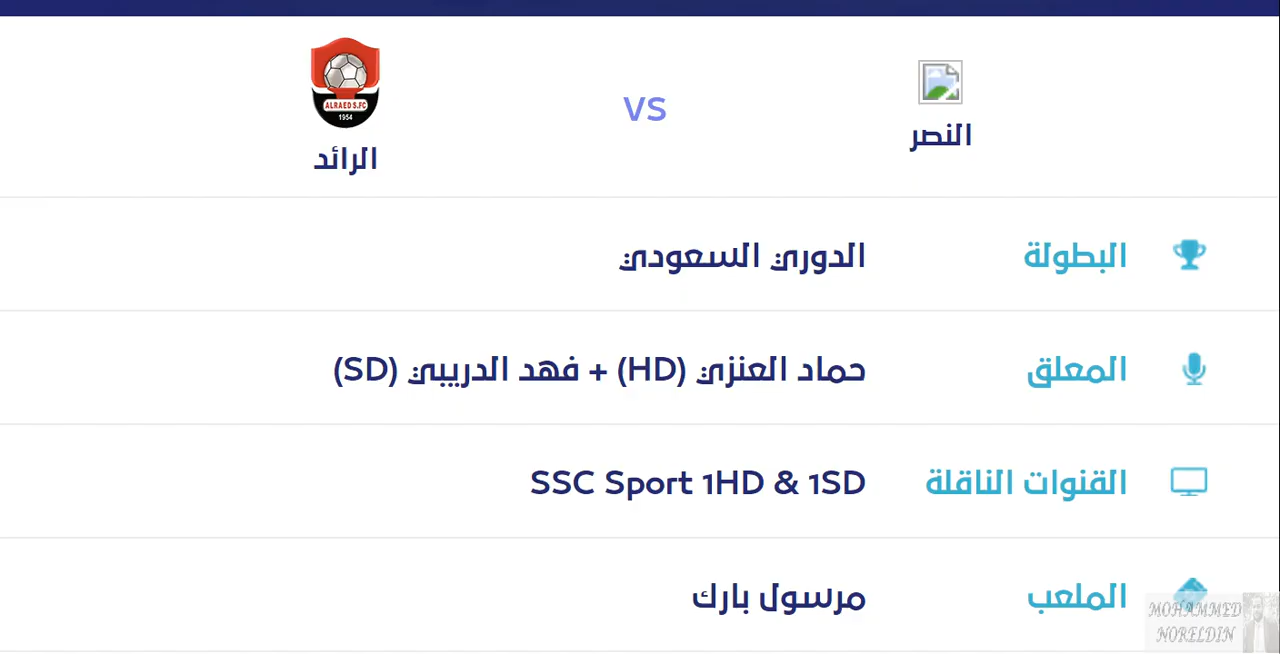 النصر
VS
ALRAED S.FC
1954
الرائد
البطولة
الدوري السعودي
المعلق
حماد العنزي (HD) + فهد الدريبي (SD)
القنوات الناقلة
SSC Sport 1HD & 1SD
الملعب
مرسول بارك
MOHAMMED
NORELDIN